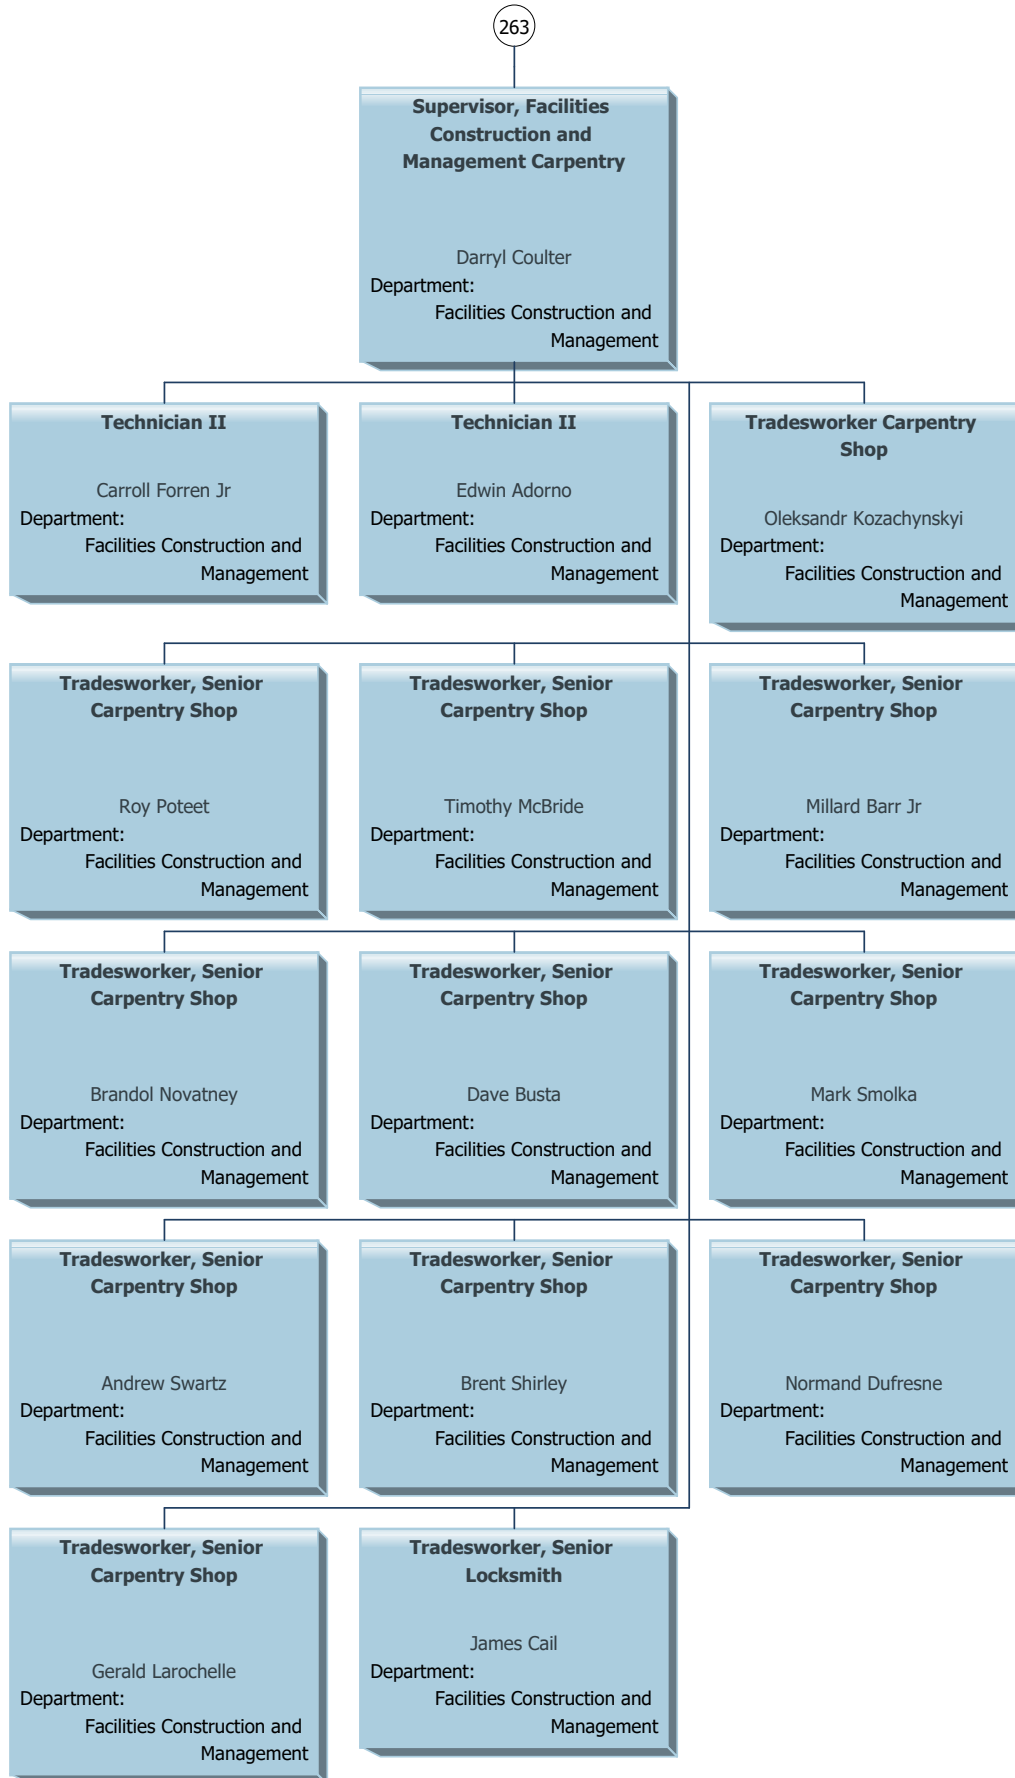 263
Supervisor, Facilities
Construction and
Management Carpentry
Darryl Coulter
Department:
Facilities Construction and
Management
Technician II
Carroll Forren Jr
Department:
Facilities Construction and
Management
Technician II
Edwin Adorno
Department:
Facilities Construction and
Management
Tradesworker Carpentry
Shop
Oleksandr Kozachynskyi
Department:
Facilities Construction and
Management
Tradesworker, Senior
Carpentry Shop
Roy Poteet
Department:
Facilities Construction and
Management
Tradesworker, Senior
Carpentry Shop
Timothy McBride
Department:
Facilities Construction and
Management
Tradesworker, Senior
Carpentry Shop
Millard Barr Jr
Department:
Facilities Construction and
Management
Tradesworker, Senior
Carpentry Shop
Brandol Novatney
Department:
Facilities Construction and
Management
Tradesworker, Senior
Carpentry Shop
Dave Busta
Department:
Facilities Construction and
Management
Tradesworker, Senior
Carpentry Shop
Mark Smolka
Department:
Facilities Construction and
Management
Tradesworker, Senior
Carpentry Shop
Andrew Swartz
Department:
Facilities Construction and
Management
Tradesworker, Senior
Carpentry Shop
Brent Shirley
Department:
Facilities Construction and
Management
Tradesworker, Senior
Carpentry Shop
Normand Dufresne
Department:
Facilities Construction and
Management
Tradesworker, Senior
Carpentry Shop
Gerald Larochelle
Department:
Facilities Construction and
Management
Tradesworker, Senior
Locksmith
James Cail
Department:
Facilities Construction and
Management